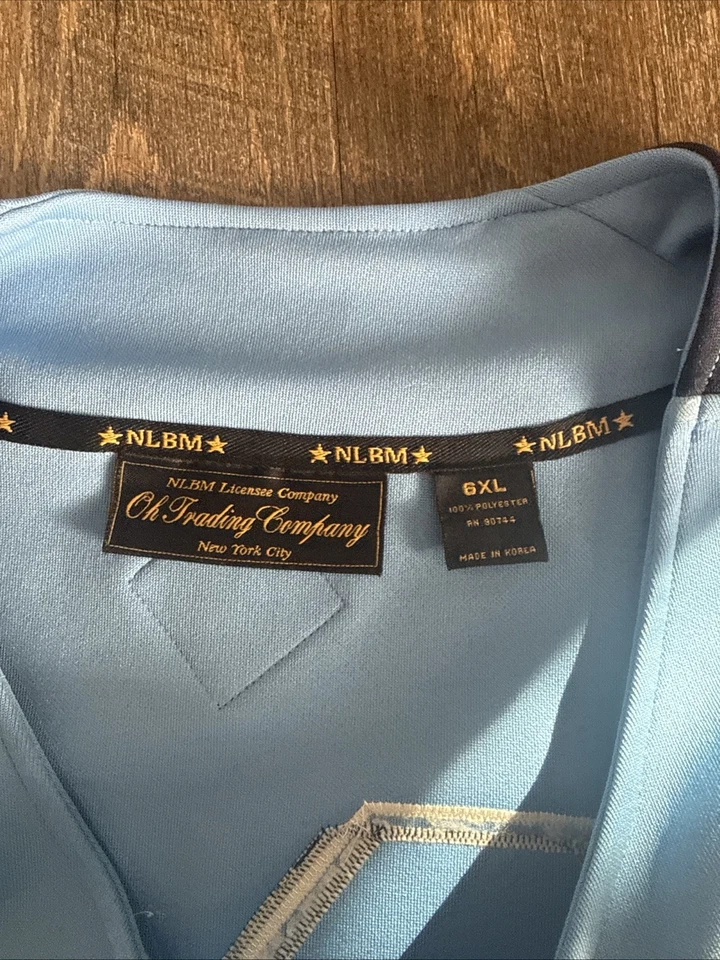 ★NLBM★
★NLBM★
★NLBM★
NLBM Licensee Company
Oh Trading Company
New York City
6XL
100% POLYESTER
RN 90744
MADE IN KOREA